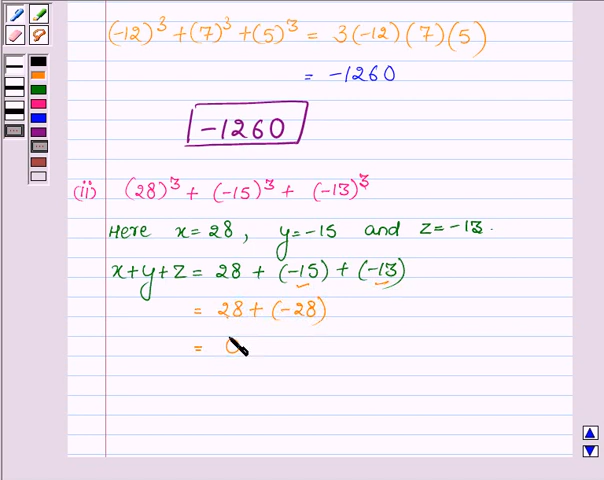 (-12)³ + (7)³ + (5)³ = 3(-12)(7)(5)
= -1260
-1260
(ii) (28)³ + (-15)³ + (-13)³
Here x = 28, y = -15 and z = -13.
x+y+z = 28 + (-15) + (-13)
= 28 + (-28)
= 0